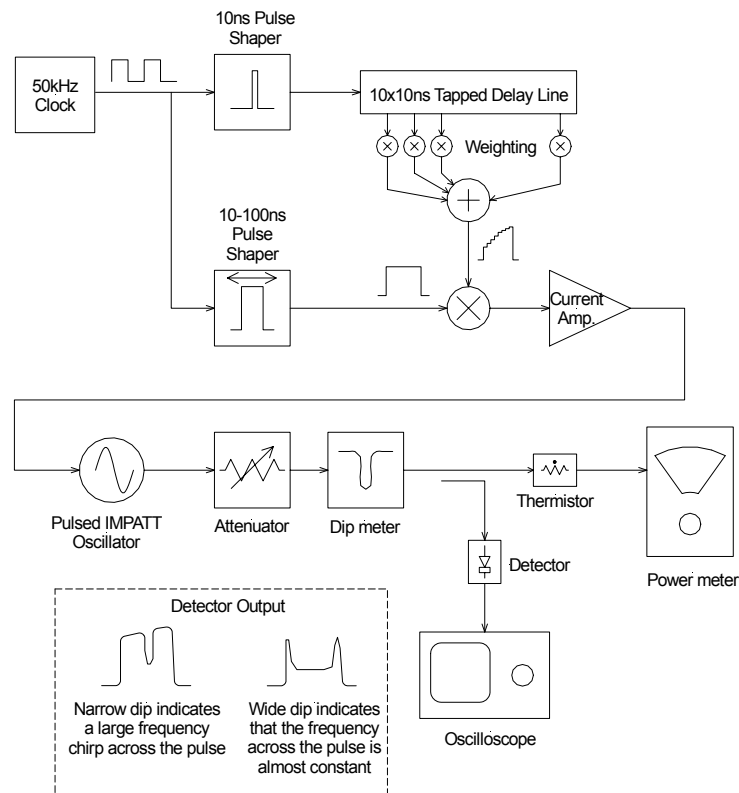 10ns Pulse
Shaper
50kHz
Clock
10x10ns Tapped Delay Line
Weighting
10-100ns
Pulse
Shaper
Current
Amp.
Pulsed IMPATT
Oscillator
Attenuator
Dip meter
Thermistor
Power meter
Detector
Oscilloscope
Detector Output
Narrow dip indicates
a large frequency
chirp across the pulse
Wide dip indicates
that the frequency
across the pulse is
almost constant